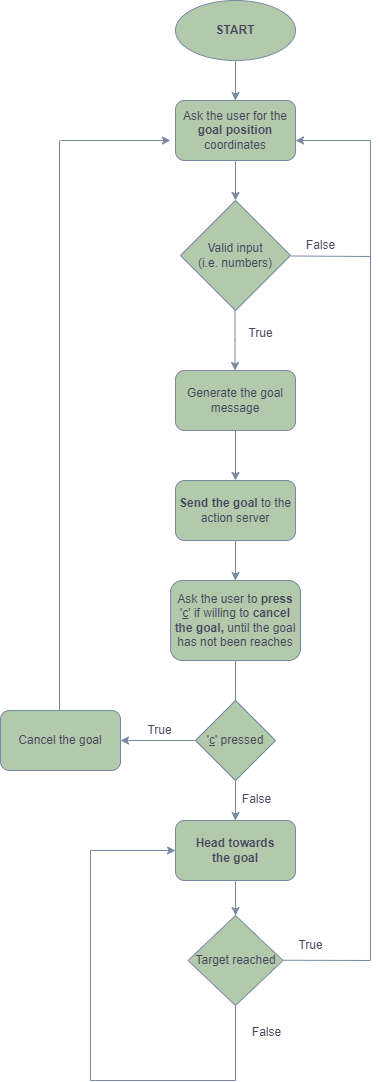 START
Ask the user for the
goal position
coordinates
Valid input
(i.e. numbers)
False
True
Generate the goal
message
Send the goal to the
action server
Ask the user to press
'c' if willing to cancel
the goal, until the goal
has not been reaches
Cancel the goal
True
'c' pressed
False
Head towards
the goal
Target reached
True
False